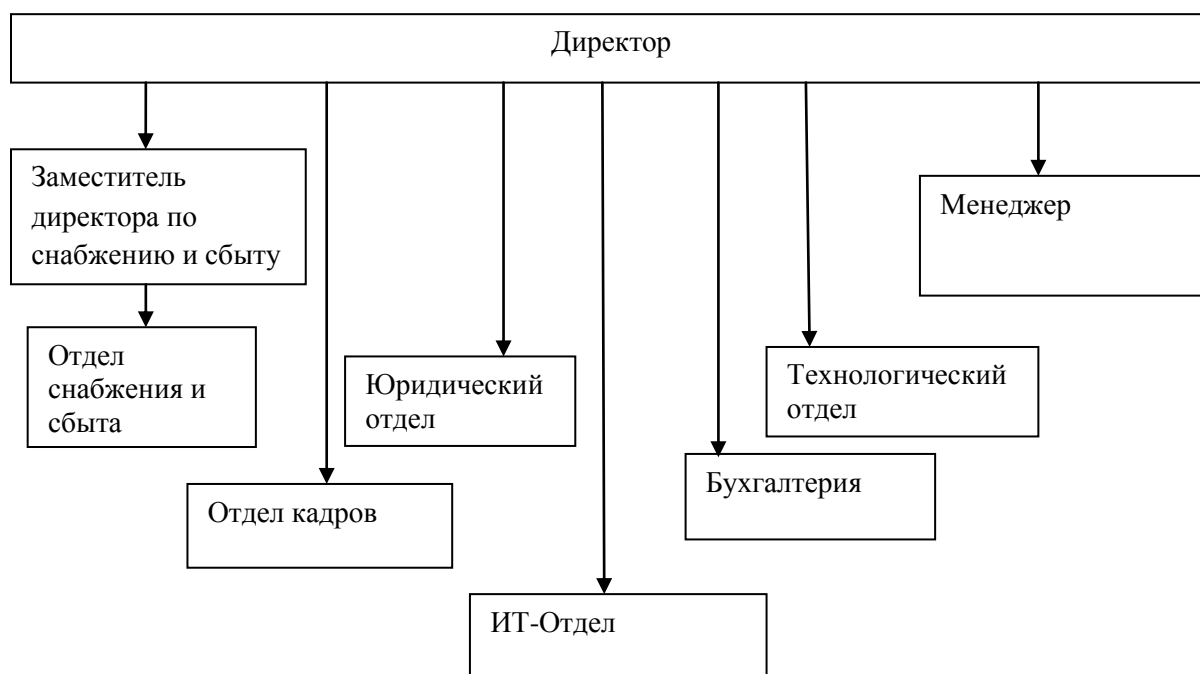 Директор
Заместитель
директора по
снабжению и сбыту
Менеджер
Отдел
снабжения и
сбыта
Юридический
отдел
Технологический
отдел
Бухгалтерия
Отдел кадров
ИТ-Отдел